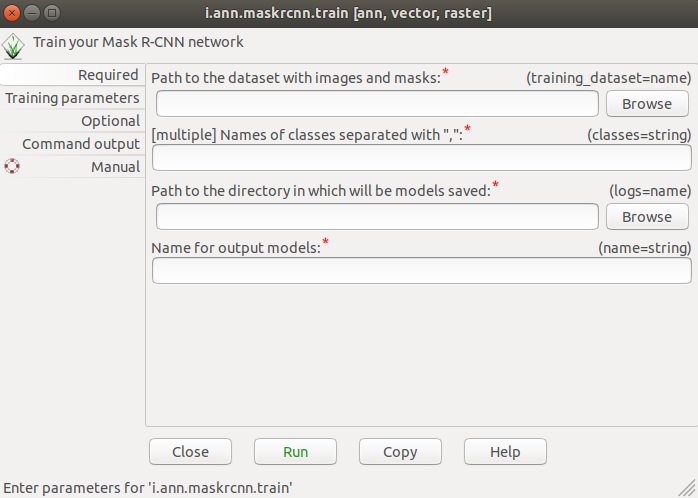 i.ann.maskrcnn.train [ann, vector, raster]
Train your Mask R-CNN network
Required
Training parameters
Optional
Command output
Manual
Path to the dataset with images and masks:* (training_dataset=name)
Browse
[multiple] Names of classes separated with ",":* (classes=string)
Path to the directory in which will be models saved:* (logs=name)
Browse
Name for output models:* (name=string)
Close Run Copy Help
Enter parameters for 'i.ann.maskrcnn.train'